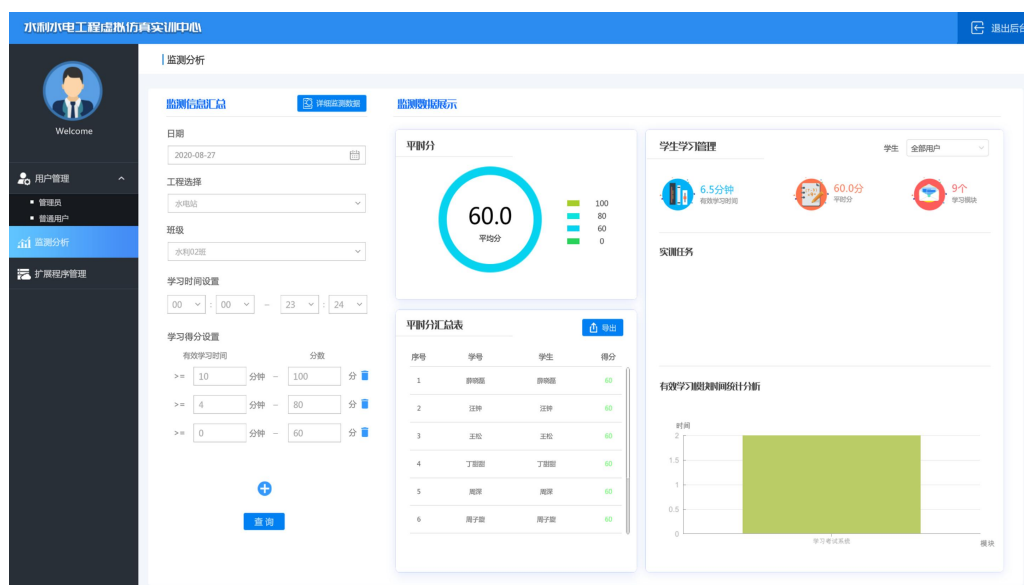 水利水电工程虚拟仿真实训中心
退出后台
Welcome
用户管理
管理员
普通用户
监测分析
扩展程序管理
监测分析
监测信息汇总
详细监测数据
日期
2020-08-27
工程选择
水电站
班级
水利02班
学习时间设置
00 : 00 - 23 : 24
学习得分设置
有效学习时间 分数
>= 10 分钟 - 100 分
>= 4 分钟 - 80 分
>= 0 分钟 - 60 分
查询
监测数据展示
平时分
60.0
平均分
100
80
60
0
平时分汇总表
导出
序号 学号 学生 得分
1 薛晓磊 薛晓磊 60
2 汪钟 汪钟 60
3 王松 王松 60
4 丁甜甜 丁甜甜 60
5 周深 周深 60
6 周子璇 周子璇 60
学生学习管理
学生 全部用户
6.5分钟
有效学习时间
60.0分
平时分
9个
学习模块
实训任务
有效学习模块时间统计分析
时间
2
1.5
1
0.5
0
学习考试系统
模块